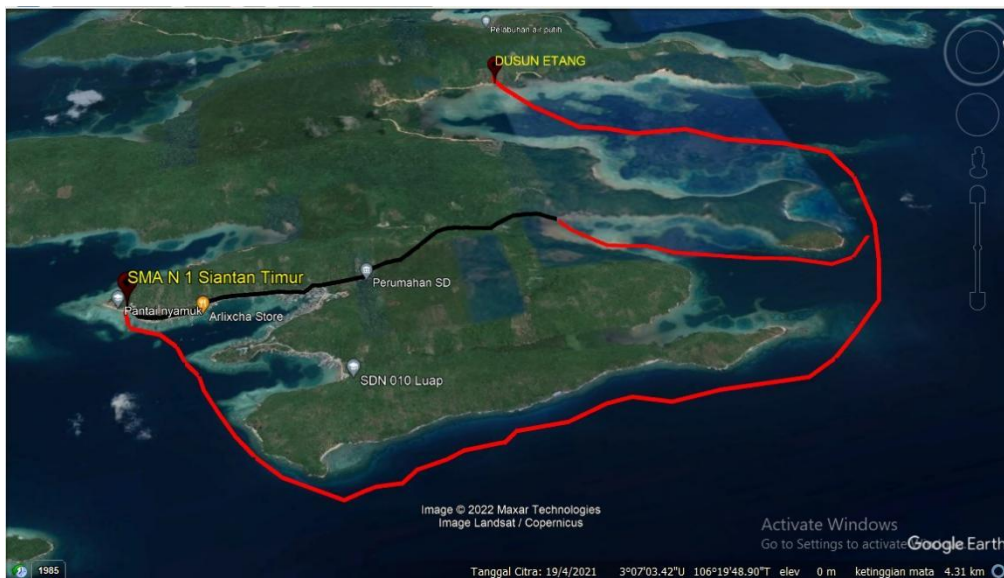 Pelabuhan air putih
DUSUN ETANG
SMA N 1 Siantan Timur
Perumahan SD
Pantai nyamuk
Arlixcha Store
SDN 010 Luap
Image © 2022 Maxar Technologies
Image Landsat / Copernicus
Activate Windows
Go to Settings to activate
Google Earth
1985
Tanggal Citra: 19/4/2021 3°07'03.42"U 106°19'48.90"T elev 0 m ketinggian mata 4.31 km